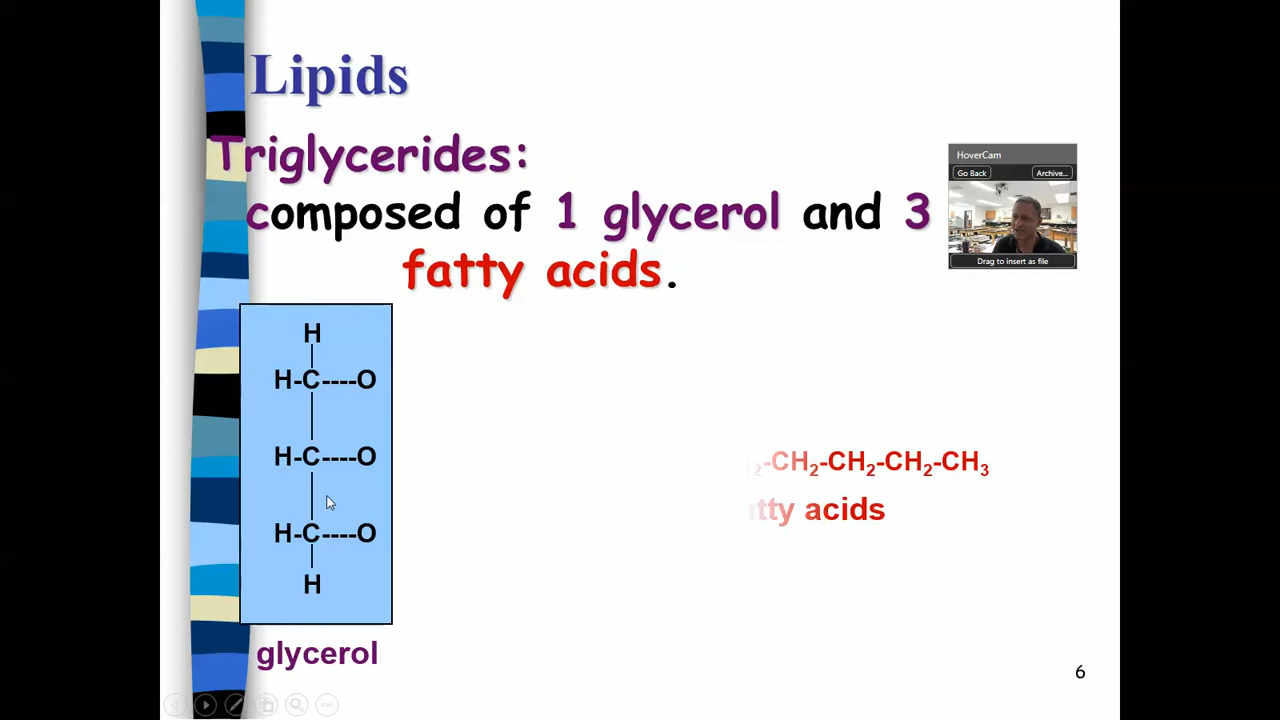 Lipids
Triglycerides:
composed of 1 glycerol and 3
fatty acids.
HoverCam
Go Back Archive...
Drag to insert as file
H
H-C----O
H-C----O
H-C----O
H
-CH2-CH2-CH2-CH3
acids
glycerol
6